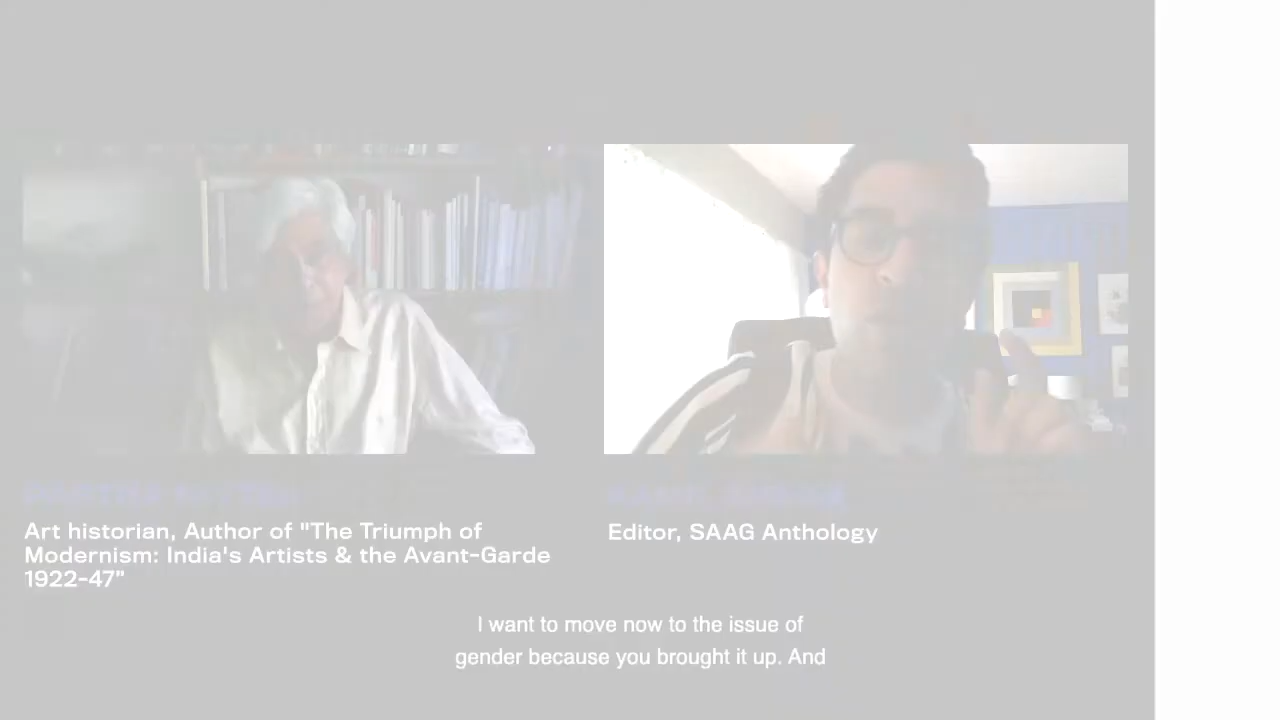 Art historian, Author of "The Triumph of
Modernism: India's Artists & the Avant-Garde
1922-47"
Editor, SAAG Anthology
I want to move now to the issue of
gender because you brought it up. And